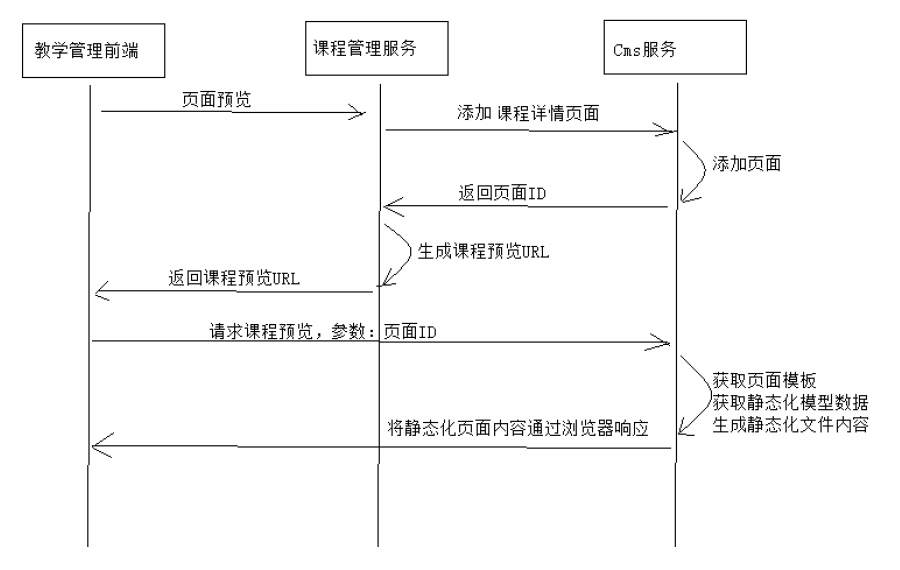 教学管理前端
课程管理服务
Cms服务
页面预览
添加 课程详情页面
添加页面
返回页面ID
生成课程预览URL
返回课程预览URL
请求课程预览，参数：页面ID
获取页面模板
获取静态化模型数据
生成静态化文件内容
将静态化页面内容通过浏览器响应